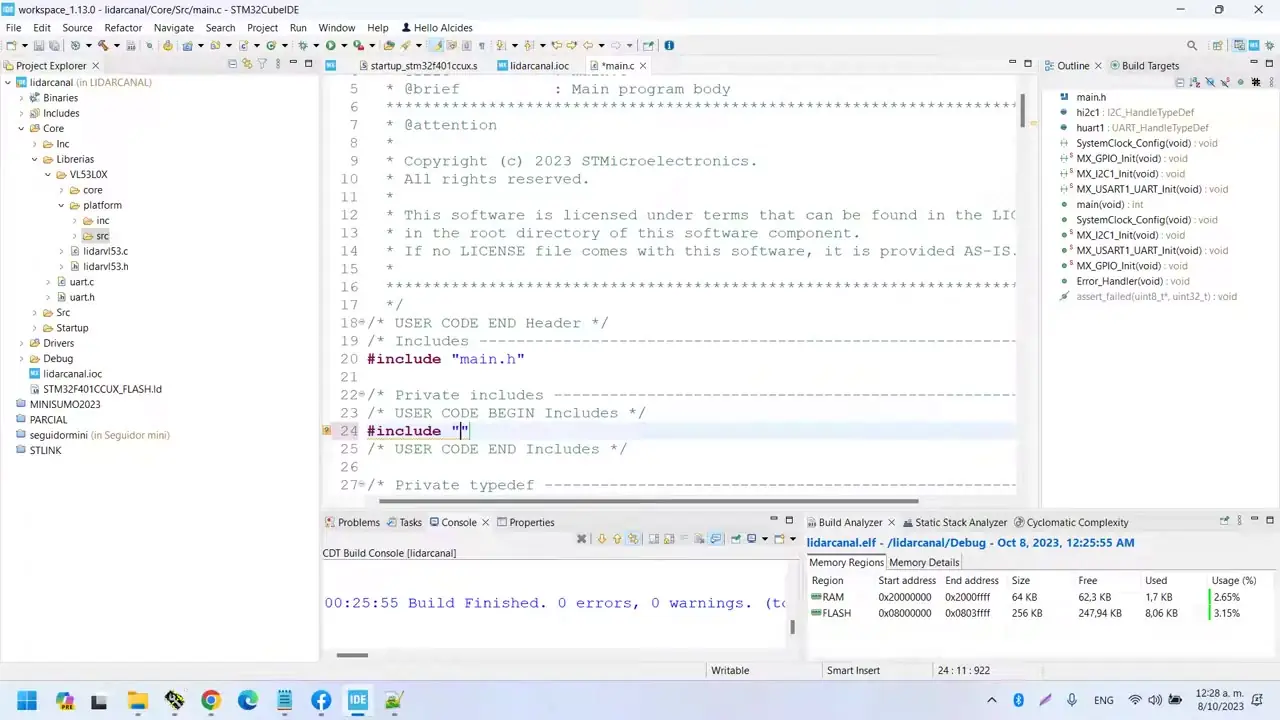 workspace_1.13.0 - lidarcanal/Core/Src/main.c - STM32CubeIDE
File Edit Source Refactor Navigate Search Project Run Window Help Hello Alcides
Project Explorer
lidarcanal (in LIDARCANAL)
Binaries
Includes
Core
Inc
Librerias
VL53L0X
core
platform
inc
src
lidarvl53.c
lidarvl53.h
uart.c
uart.h
Src
Startup
Drivers
Debug
lidarcanal.ioc
STM32F401CCUX_FLASH.ld
MINISUMO2023
PARCIAL
seguidormini (in Seguidor mini)
STLINK
startup_stm32f401ccux.s lidarcanal.ioc *main.c
5 * @brief : Main program body
6 ******************************************************************************
7 * @attention
8 *
9 * Copyright (c) 2023 STMicroelectronics.
10 * All rights reserved.
11 *
12 * This software is licensed under terms that can be found in the LIC
13 * in the root directory of this software component.
14 * If no LICENSE file comes with this software, it is provided AS-IS.
15 *
16 ******************************************************************************
17 */
18 /* USER CODE END Header */
19 /* Includes ------------------------------------------------------------------
20 #include "main.h"
21
22 /* Private includes ----------------------------------------------------------
23 /* USER CODE BEGIN Includes */
24 #include ""
25 /* USER CODE END Includes */
26
27 /* Private typedef -----------------------------------------------------------
Outline Build Targets
main.h
hi2c1 : I2C_HandleTypeDef
huart1 : UART_HandleTypeDef
SystemClock_Config(void) : void
MX_GPIO_Init(void) : void
MX_I2C1_Init(void) : void
MX_USART1_UART_Init(void) : void
main(void) : int
SystemClock_Config(void) : void
MX_I2C1_Init(void) : void
MX_USART1_UART_Init(void) : void
MX_GPIO_Init(void) : void
Error_Handler(void) : void
assert_failed(uint8_t*, uint32_t) : void
Problems Tasks Console Properties
CDT Build Console [lidarcanal]
00:25:55 Build Finished. 0 errors, 0 warnings. (to
Build Analyzer Static Stack Analyzer Cyclomatic Complexity
lidarcanal.elf - /lidarcanal/Debug - Oct 8, 2023, 12:25:55 AM
Memory Regions Memory Details
Region Start address End address Size Free Used Usage (%)
RAM 0x20000000 0x2000ffff 64 KB 62,3 KB 1,7 KB 2.65%
FLASH 0x08000000 0x0803ffff 256 KB 247,94 KB 8,06 KB 3.15%
Writable Smart Insert 24 : 11 : 922
IDE
ENG
12:28 a. m.
8/10/2023